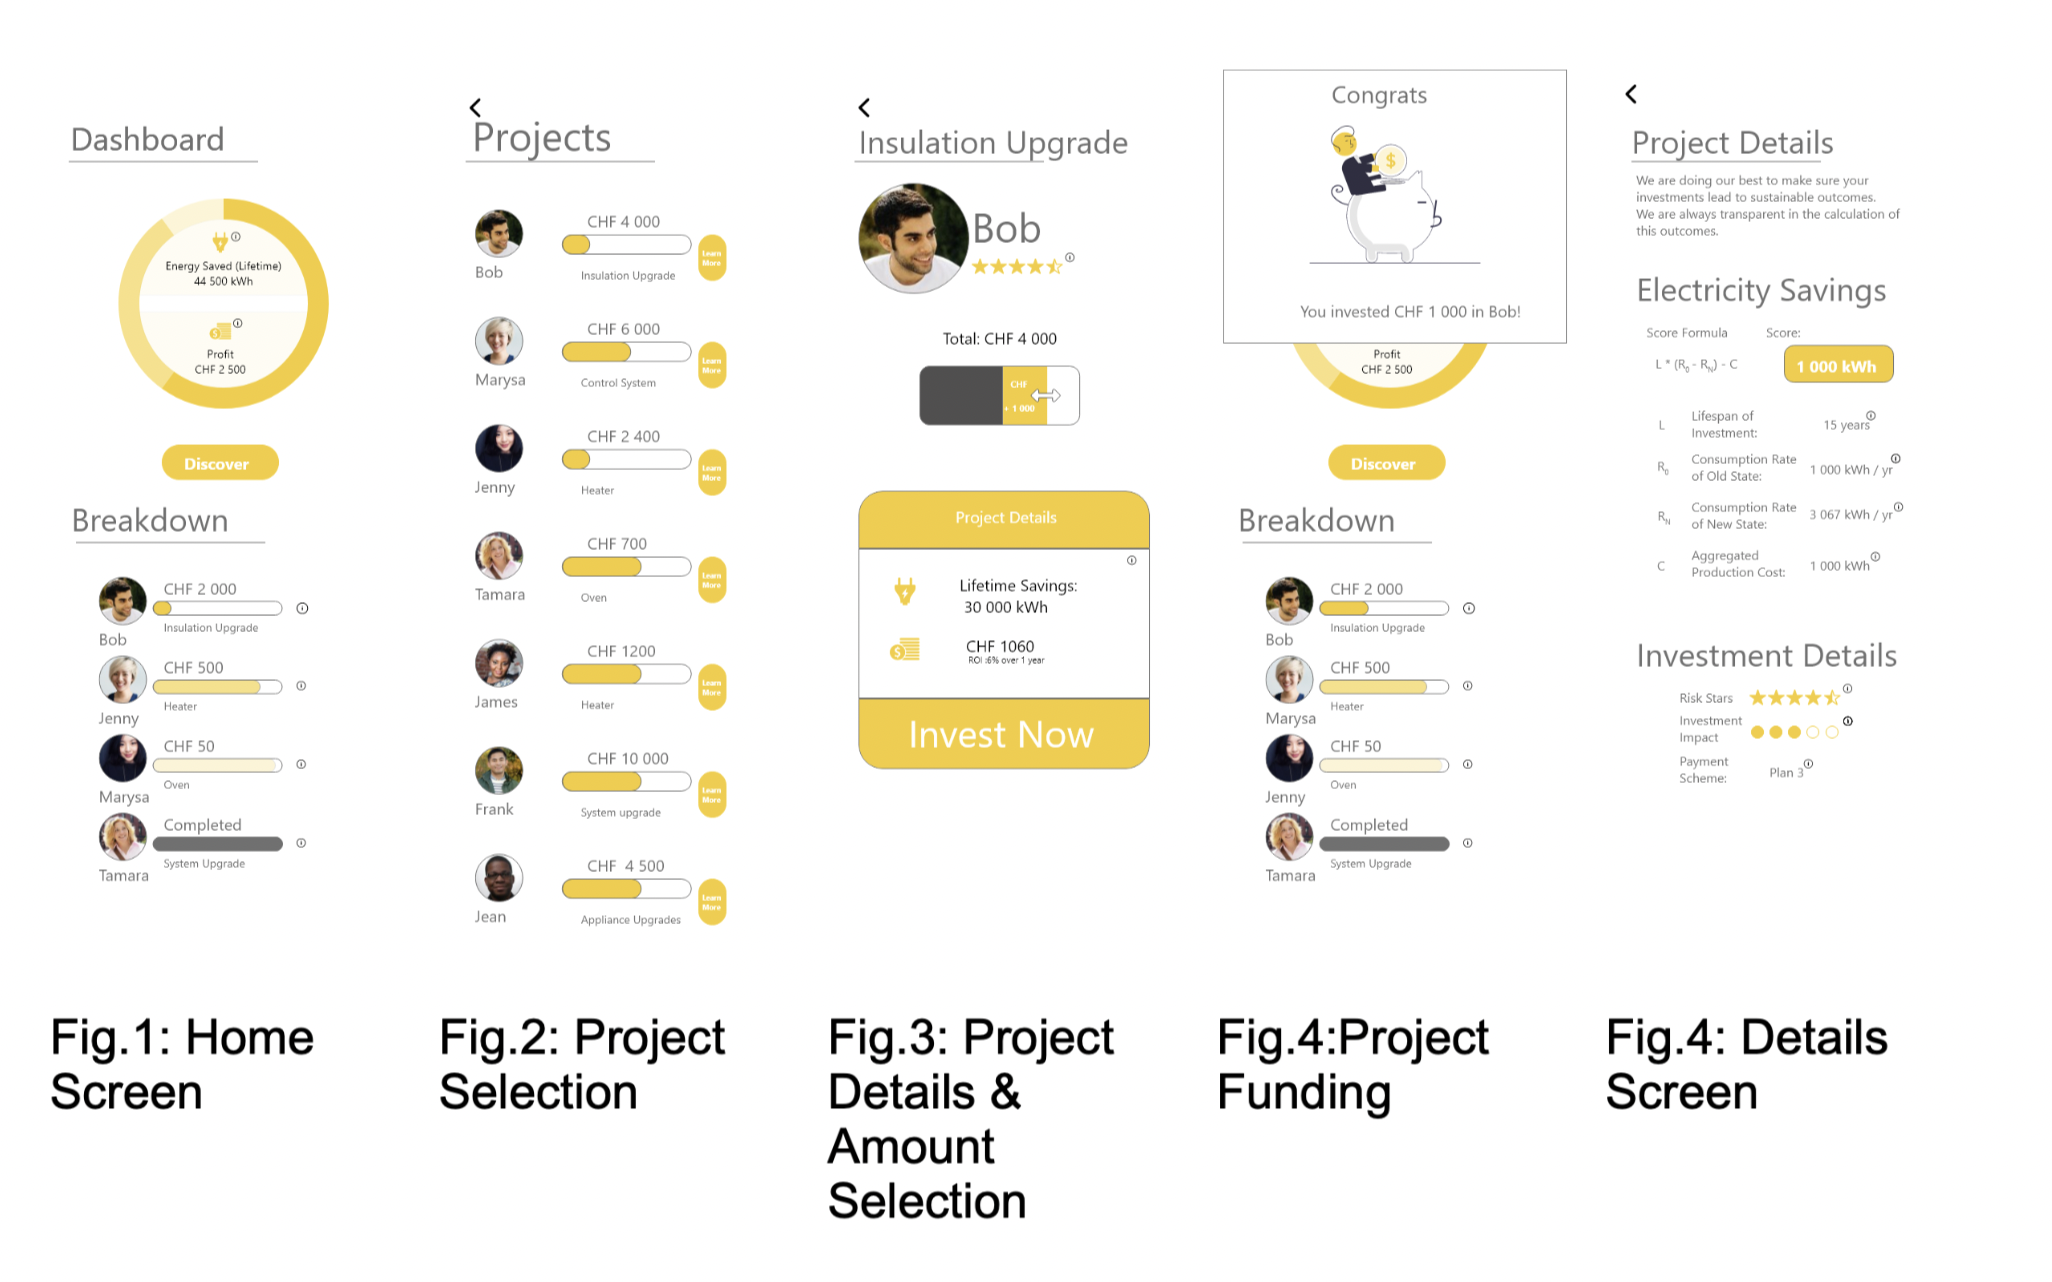 Dashboard
Energy Saved (Lifetime)
44 500 kWh
Profit
CHF 2 500
Discover
Breakdown
CHF 2 000
Insulation Upgrade
Bob
CHF 500
Heater
Jenny
CHF 50
Oven
Marysa
Completed
System Upgrade
Tamara
Fig.1: Home
Screen
Projects
CHF 4 000
Learn
More
Bob
Insulation Upgrade
CHF 6 000
Learn
More
Marysa
Control System
CHF 2 400
Learn
More
Jenny
Heater
CHF 700
Learn
More
Tamara
Oven
CHF 1200
Learn
More
James
Heater
CHF 10 000
Learn
More
Frank
System upgrade
CHF 4 500
Learn
More
Jean
Appliance Upgrades
Fig.2: Project
Selection
Insulation Upgrade
Bob
Total: CHF 4 000
CHF
+ 1 000
Project Details
Lifetime Savings:
30 000 kWh
CHF 1060
ROI :6% over 1 year
Invest Now
Fig.3: Project
Details &
Amount
Selection
Congrats
$
You invested CHF 1 000 in Bob!
Profit
CHF 2 500
Discover
Breakdown
CHF 2 000
Insulation Upgrade
Bob
CHF 500
Heater
Marysa
CHF 50
Oven
Jenny
Completed
System Upgrade
Tamara
Fig.4:Project
Funding
Project Details
We are doing our best to make sure your
investments lead to sustainable outcomes.
We are always transparent in the calculation of
this outcomes.
Electricity Savings
Score Formula Score:
L * (R0 - RN) - C 1 000 kWh
L Lifespan of
Investment: 15 years
R0 Consumption Rate
of Old State: 1 000 kWh / yr
RN Consumption Rate
of New State: 3 067 kWh / yr
C Aggregated
Production Cost: 1 000 kWh
Investment Details
Risk Stars
Investment
Impact
Payment
Scheme: Plan 3
Fig.4: Details
Screen